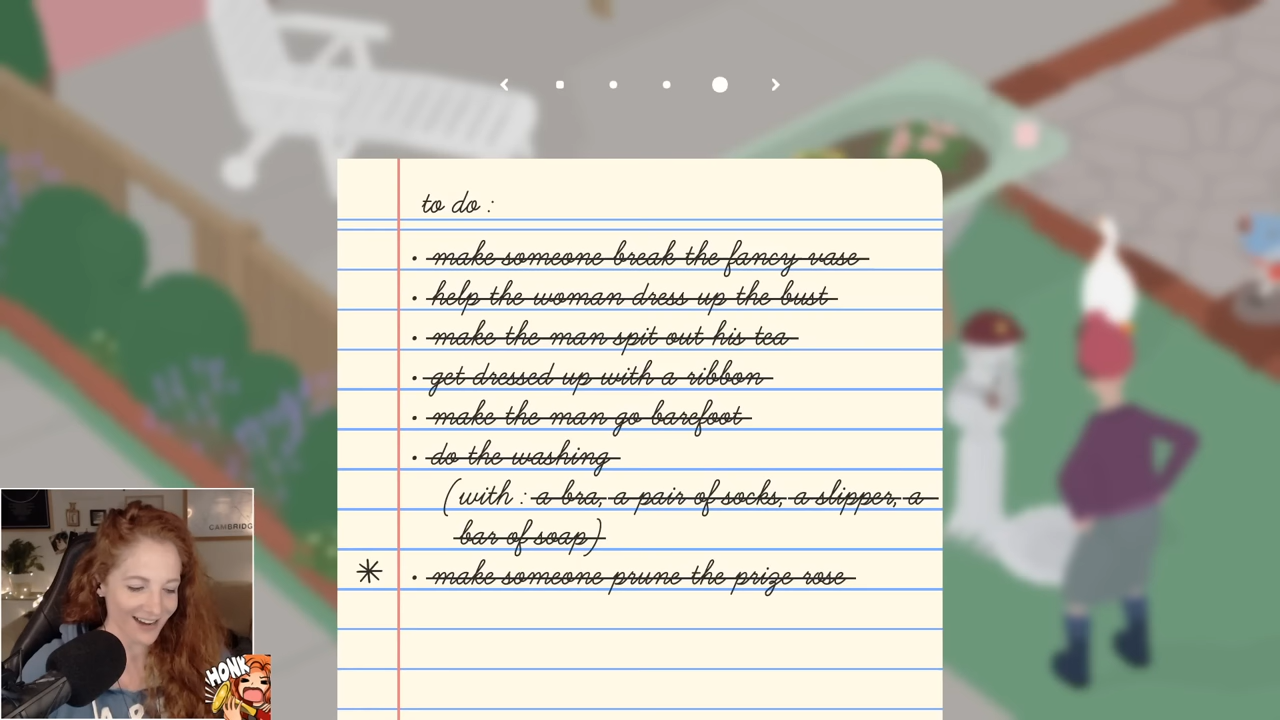 to do :
• make someone break the fancy vase
• help the woman dress up the bust
• make the man spit out his tea
• get dressed up with a ribbon
• make the man go barefoot
• do the washing
(with : a bra, a pair of socks, a slipper, a
bar of soap)
• make someone prune the prize rose
CAMBRIDG
HONK